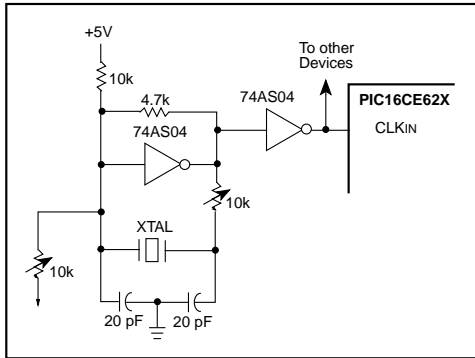 +5V
10k
4.7k
74AS04
74AS04
To other
Devices
PIC16CE62X
CLKIN
10k
XTAL
10k
20 pF
20 pF